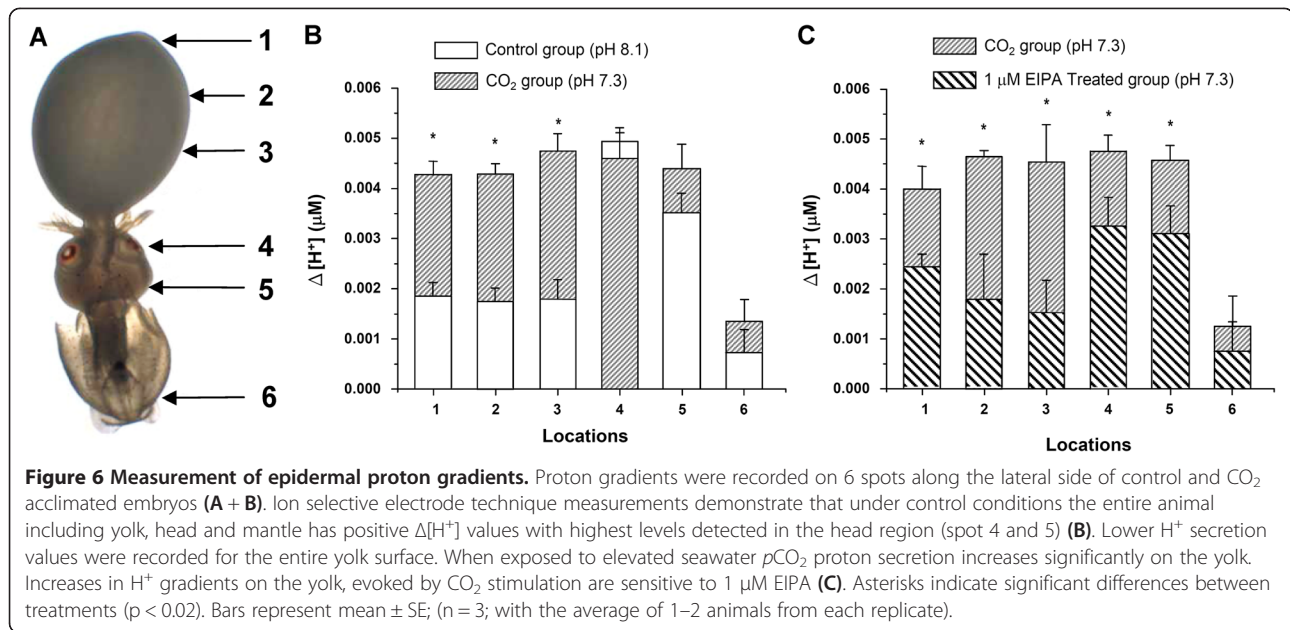 A
1
2
3
4
5
6
B
Control group (pH 8.1)
CO₂ group (pH 7.3)
Δ [H⁺] (µM)
0.006
0.005
0.004
0.003
0.002
0.001
0.000
* * *
1 2 3 4 5 6
Locations
C
CO₂ group (pH 7.3)
1 µM EIPA Treated group (pH 7.3)
Δ [H⁺] (µM)
0.006
0.005
0.004
0.003
0.002
0.001
0.000
* * * * *
1 2 3 4 5 6
Locations
Figure 6 Measurement of epidermal proton gradients. Proton gradients were recorded on 6 spots along the lateral side of control and CO₂
acclimated embryos (A + B). Ion selective electrode technique measurements demonstrate that under control conditions the entire animal
including yolk, head and mantle has positive Δ[H⁺] values with highest levels detected in the head region (spot 4 and 5) (B). Lower H⁺ secretion
values were recorded for the entire yolk surface. When exposed to elevated seawater pCO₂ proton secretion increases significantly on the yolk.
Increases in H⁺ gradients on the yolk, evoked by CO₂ stimulation are sensitive to 1 µM EIPA (C). Asterisks indicate significant differences between
treatments (p < 0.02). Bars represent mean ± SE; (n = 3; with the average of 1–2 animals from each replicate).